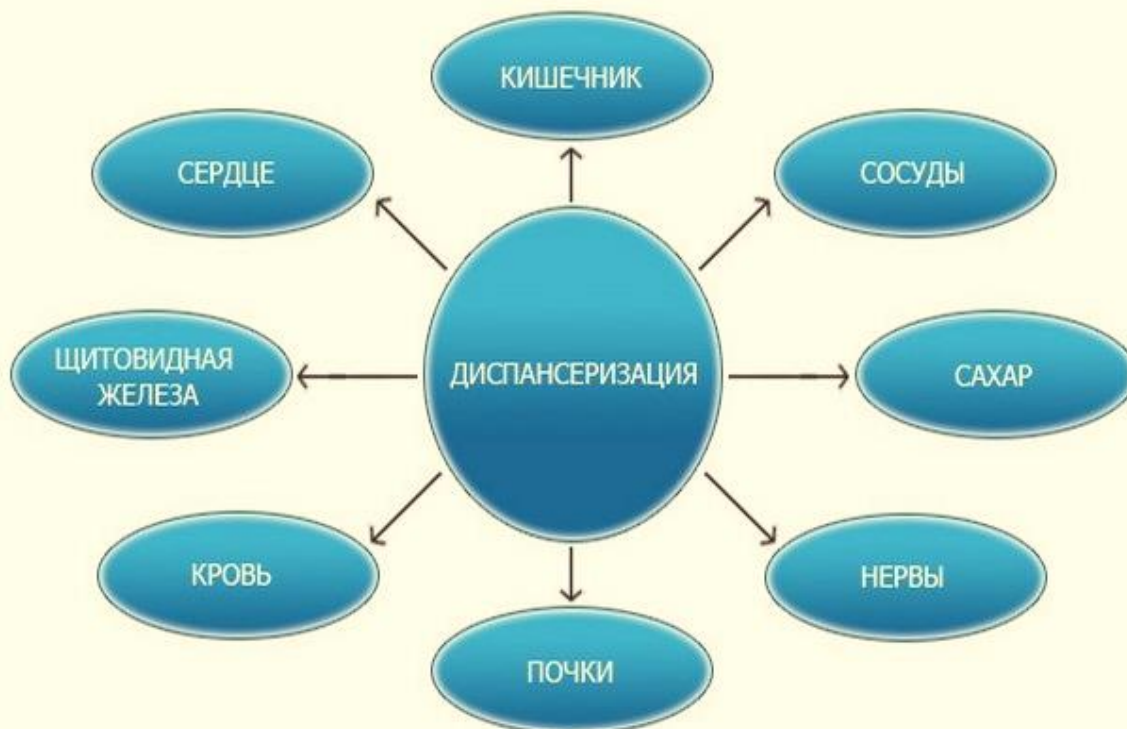 КИШЕЧНИК
СЕРДЦЕ
СОСУДЫ
ЩИТОВИДНАЯ
ЖЕЛЕЗА
ДИСПАНСЕРИЗАЦИЯ
САХАР
КРОВЬ
НЕРВЫ
ПОЧКИ